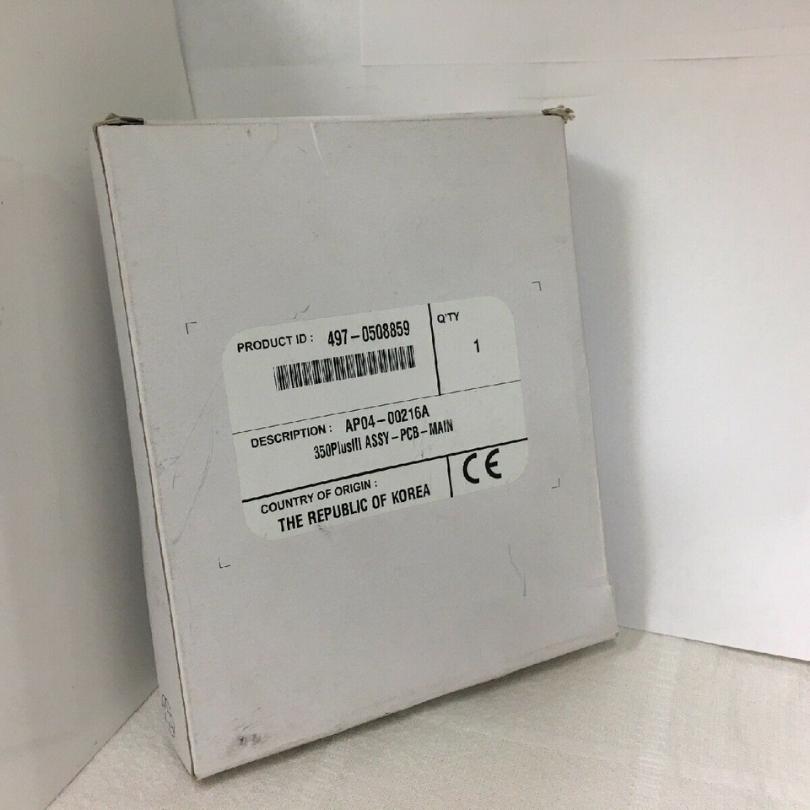 PRODUCT ID : 497-0508859
Q'TY
1
DESCRIPTION : AP04-00216A
350PlusIII ASSY-PCB-MAIN
COUNTRY OF ORIGIN :
THE REPUBLIC OF KOREA
CE